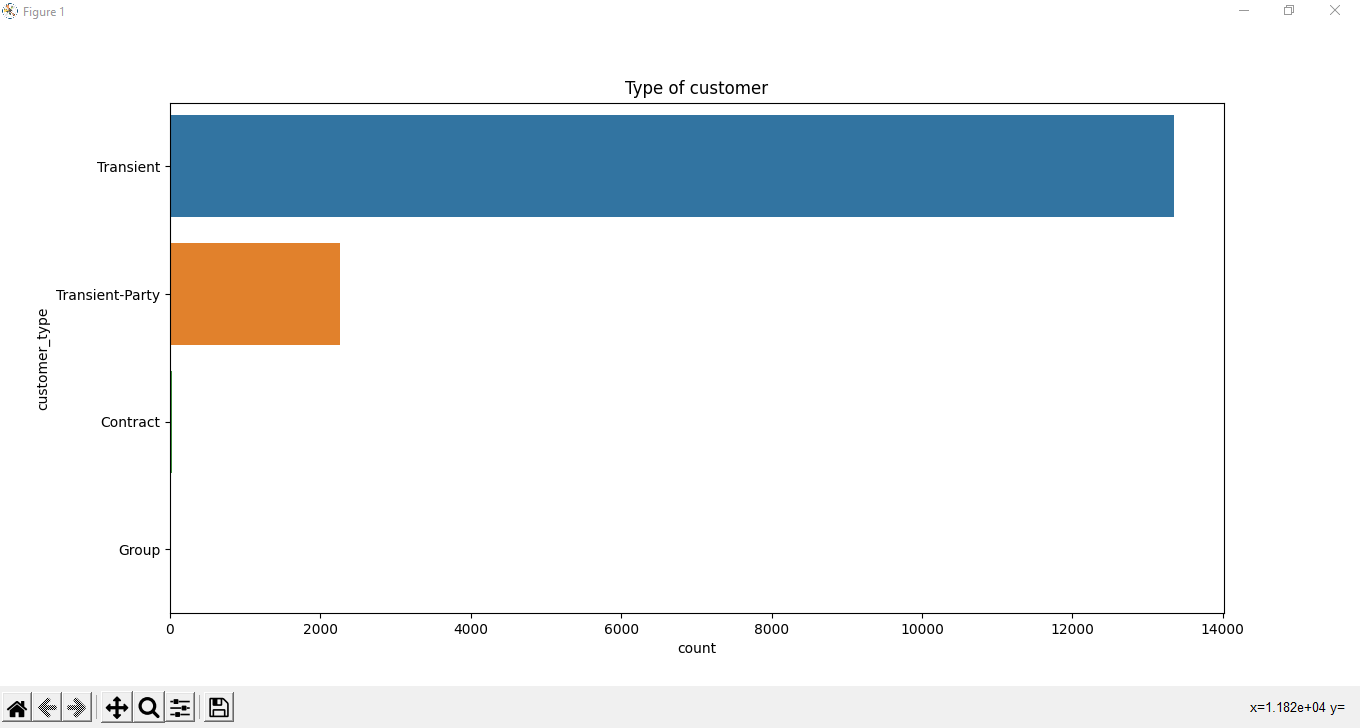 Figure 1
Type of customer
Transient
Transient-Party
Contract
Group
customer_type
0 2000 4000 6000 8000 10000 12000 14000
count
x=1.182e+04 y=